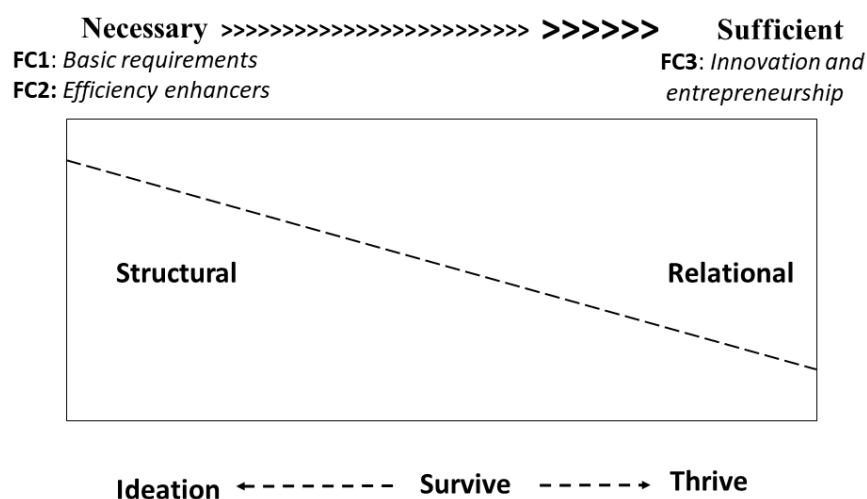 Necessary >>>>>>>>>>>>>>>>>>>>>>>>> >>>>>> Sufficient
FC1: Basic requirements
FC2: Efficiency enhancers
FC3: Innovation and
entrepreneurship
Structural
Relational
Ideation
Survive
Thrive